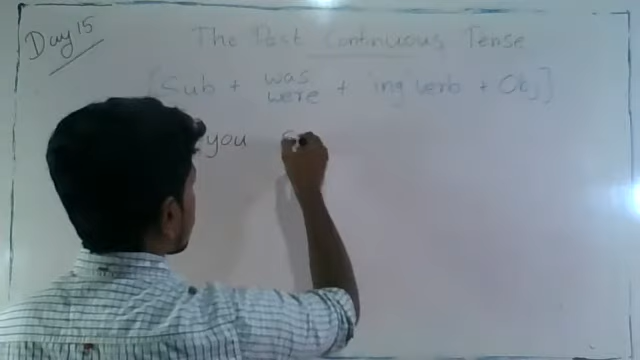 Day 15
The Past Continuous Tense
[Sub + was
were + 'ing' verb + Obj]
you